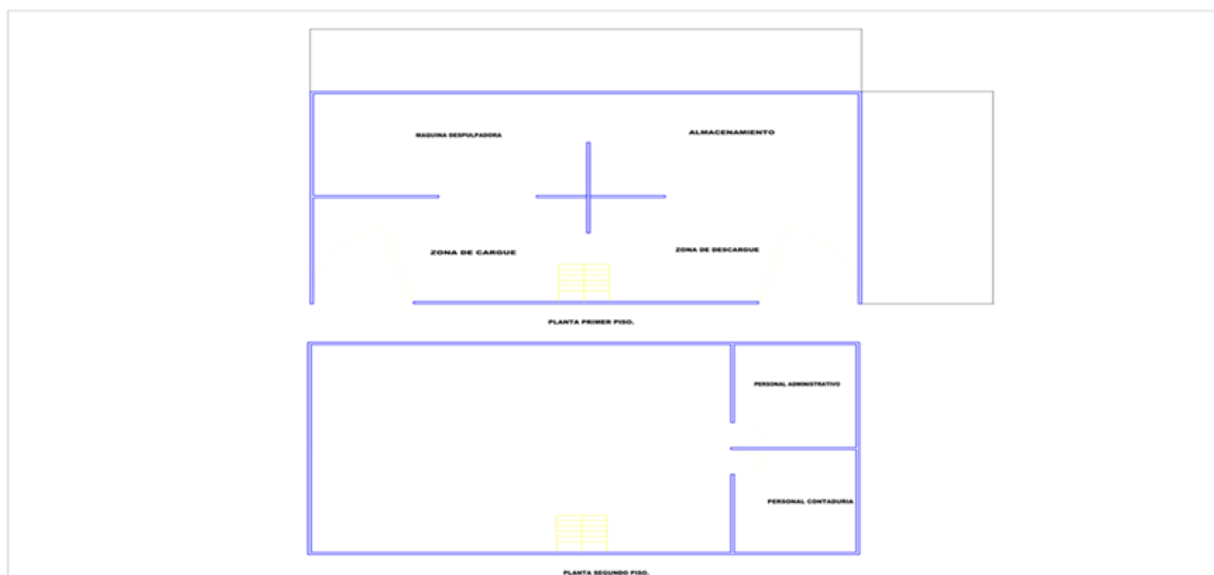 MAQUINA DESPULPADORA
ALMACENAMIENTO
ZONA DE CARGUE
ZONA DE DESCARGUE
PLANTA PRIMER PISO.
PERSONAL ADMINISTRATIVO
PERSONAL CONTADURIA
PLANTA SEGUNDO PISO.